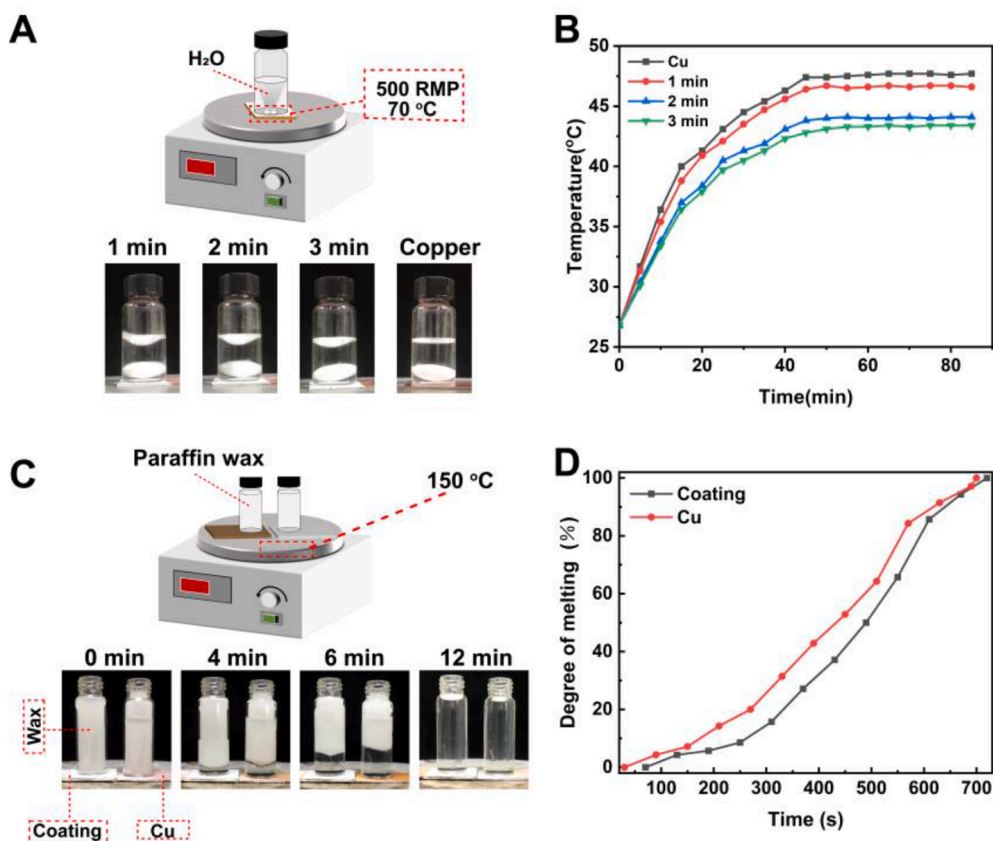 A
H₂O
500 RMP
70 °C
1 min
2 min
3 min
Copper
B
Temperature(°C)
50
45
40
35
30
25
Cu
1 min
2 min
3 min
0
20
40
60
80
Time(min)
C
Paraffin wax
150 °C
0 min
4 min
6 min
12 min
Wax
Coating
Cu
D
Degree of melting (%)
100
80
60
40
20
0
Coating
Cu
100
200
300
400
500
600
700
Time (s)